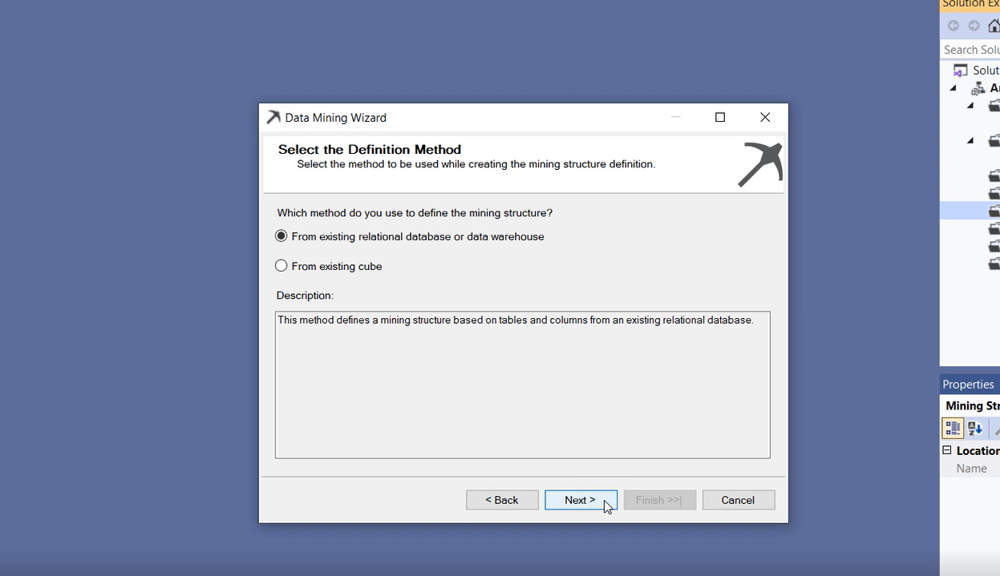 Data Mining Wizard
Select the Definition Method
Select the method to be used while creating the mining structure definition.
Which method do you use to define the mining structure?
From existing relational database or data warehouse
From existing cube
Description:
This method defines a mining structure based on tables and columns from an existing relational database.
< Back
Next >
Finish >>|
Cancel
Solution Ex
Search Solu
Solut
Ar
Properties
Mining Str
Location
Name